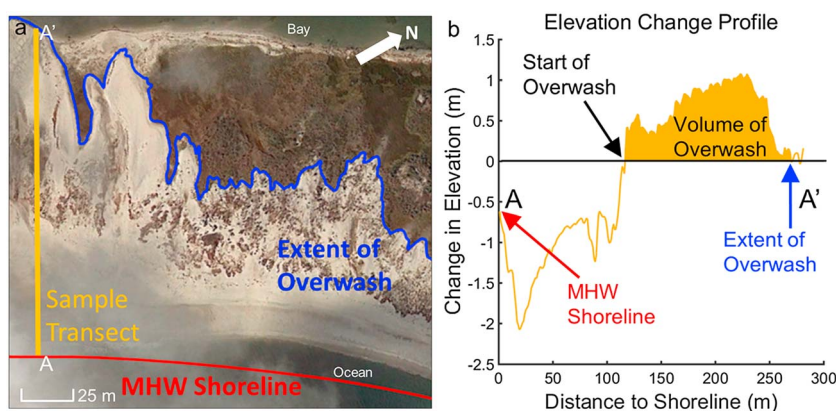 a
A'
Bay
N
Extent of
Overwash
Sample
Transect
A
MHW Shoreline
Ocean
25 m
b
Elevation Change Profile
Change in Elevation (m)
1.5
1
0.5
0
-0.5
-1
-1.5
-2
-2.5
Start of
Overwash
Volume of
Overwash
A
A'
MHW
Shoreline
Extent of
Overwash
0
50
100
150
200
250
300
Distance to Shoreline (m)